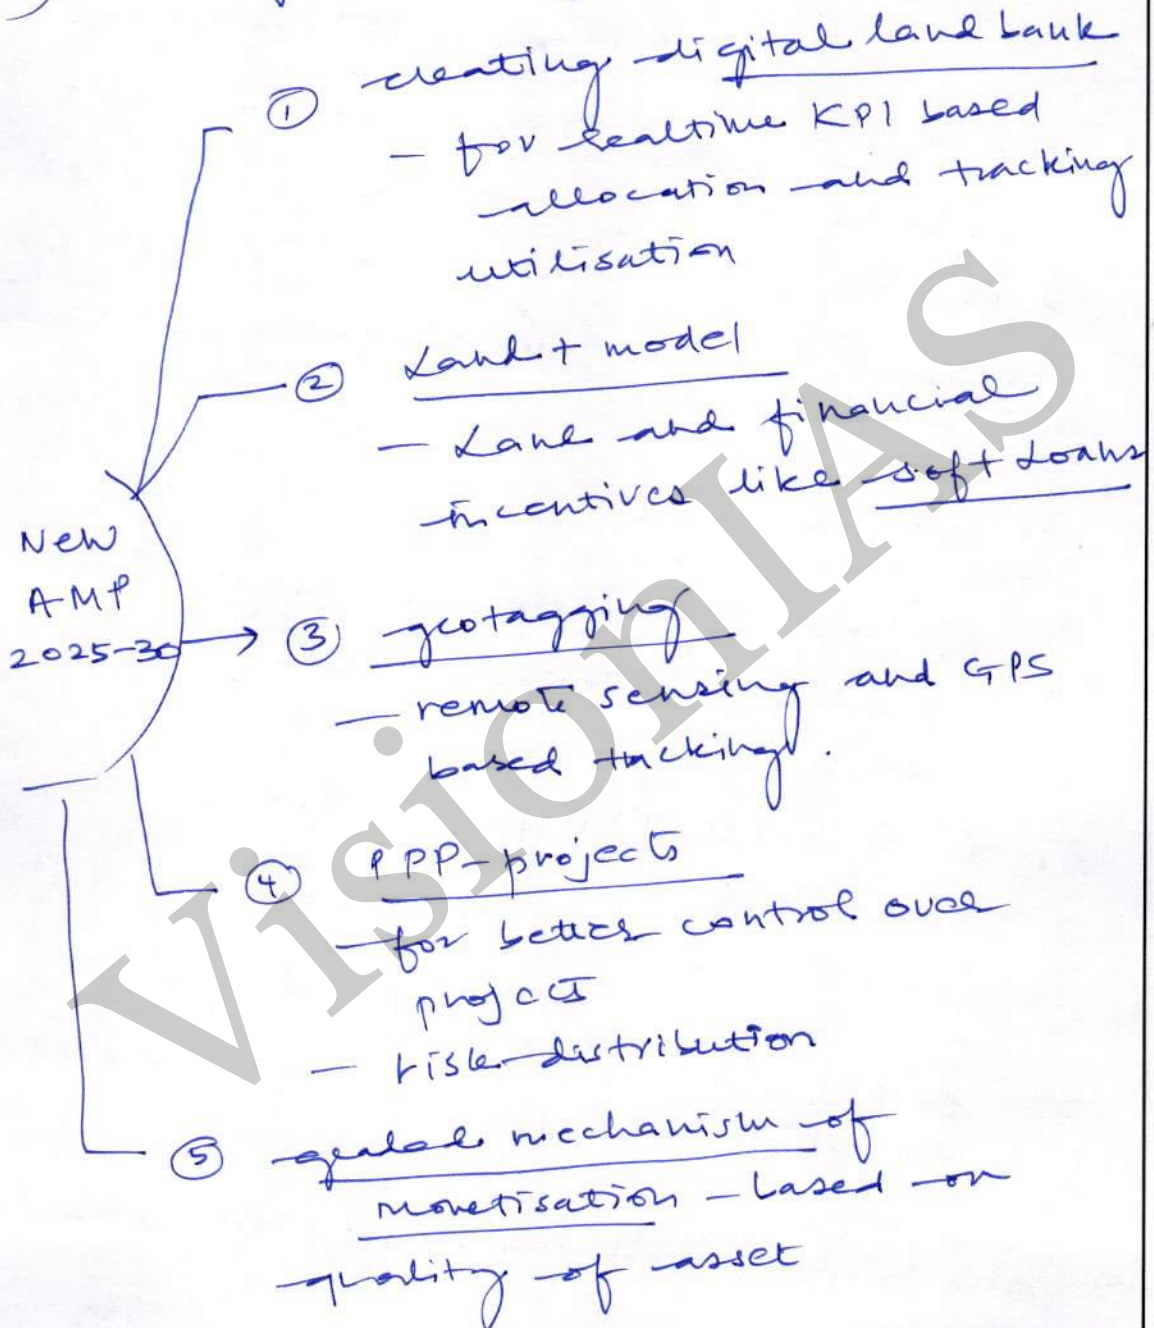 ① creating digital land bank
- for realtime KPI based
allocation and tracking
utilisation
② Land + model
- Land and financial
incentives like soft loans
New
AMP
2025-30
③ geotagging
- remote sensing and GPS
based tracking.
④ PPP-projects
- for better control over
projects
- risk distribution
⑤ graded mechanism of
monetisation - based on
quality of asset
VisionIAS